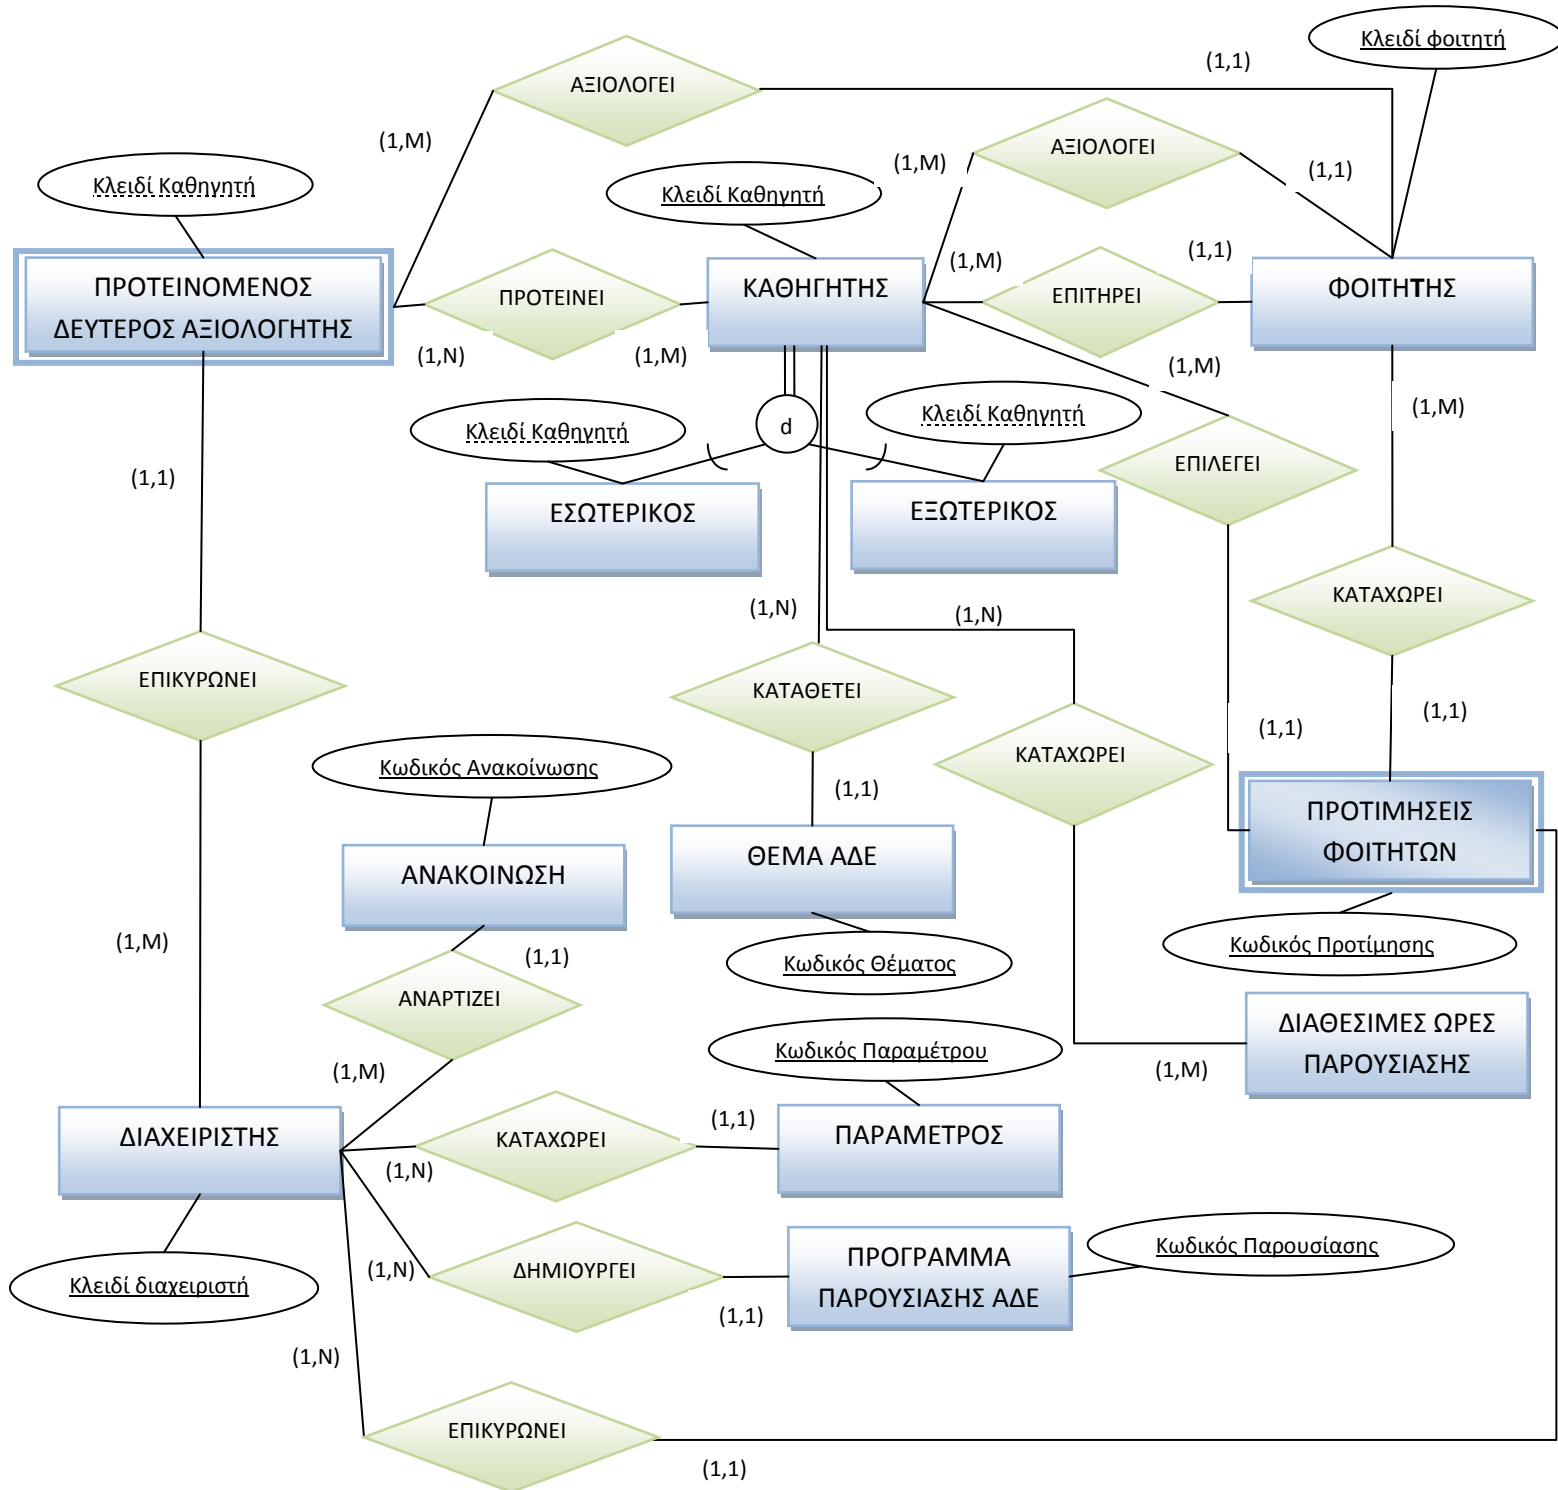 Κλειδί φοιτητή
ΑΞΙΟΛΟΓΕΙ
(1,1)
(1,M)
ΑΞΙΟΛΟΓΕΙ
(1,M)
(1,1)
Κλειδί Καθηγητή
Κλειδί Καθηγητή
ΠΡΟΤΕΙΝΟΜΕΝΟΣ
ΔΕΥΤΕΡΟΣ ΑΞΙΟΛΟΓΗΤΗΣ
ΠΡΟΤΕΙΝΕΙ
(1,N)
(1,M)
ΚΑΘΗΓΗΤΗΣ
(1,M)
ΕΠΙΤΗΡΕΙ
(1,1)
ΦΟΙΤΗΤΗΣ
(1,M)
(1,M)
Κλειδί Καθηγητή
d
Κλειδί Καθηγητή
ΕΠΙΛΕΓΕΙ
(1,1)
ΕΣΩΤΕΡΙΚΟΣ
ΕΞΩΤΕΡΙΚΟΣ
(1,N)
(1,N)
ΚΑΤΑΧΩΡΕΙ
ΕΠΙΚΥΡΩΝΕΙ
ΚΑΤΑΘΕΤΕΙ
(1,1)
(1,1)
ΚΑΤΑΧΩΡΕΙ
Κωδικός Ανακοίνωσης
(1,1)
ΠΡΟΤΙΜΗΣΕΙΣ
ΦΟΙΤΗΤΩΝ
ΑΝΑΚΟΙΝΩΣΗ
ΘΕΜΑ ΑΔΕ
(1,M)
(1,1)
Κωδικός Θέματος
Κωδικός Προτίμησης
ΑΝΑΡΤΙΖΕΙ
ΔΙΑΘΕΣΙΜΕΣ ΩΡΕΣ
ΠΑΡΟΥΣΙΑΣΗΣ
(1,M)
Κωδικός Παραμέτρου
(1,M)
ΔΙΑΧΕΙΡΙΣΤΗΣ
ΚΑΤΑΧΩΡΕΙ
(1,N)
(1,1)
ΠΑΡΑΜΕΤΡΟΣ
Κλειδί διαχειριστή
(1,N)
ΔΗΜΙΟΥΡΓΕΙ
(1,1)
ΠΡΟΓΡΑΜΜΑ
ΠΑΡΟΥΣΙΑΣΗΣ ΑΔΕ
Κωδικός Παρουσίασης
(1,N)
ΕΠΙΚΥΡΩΝΕΙ
(1,1)